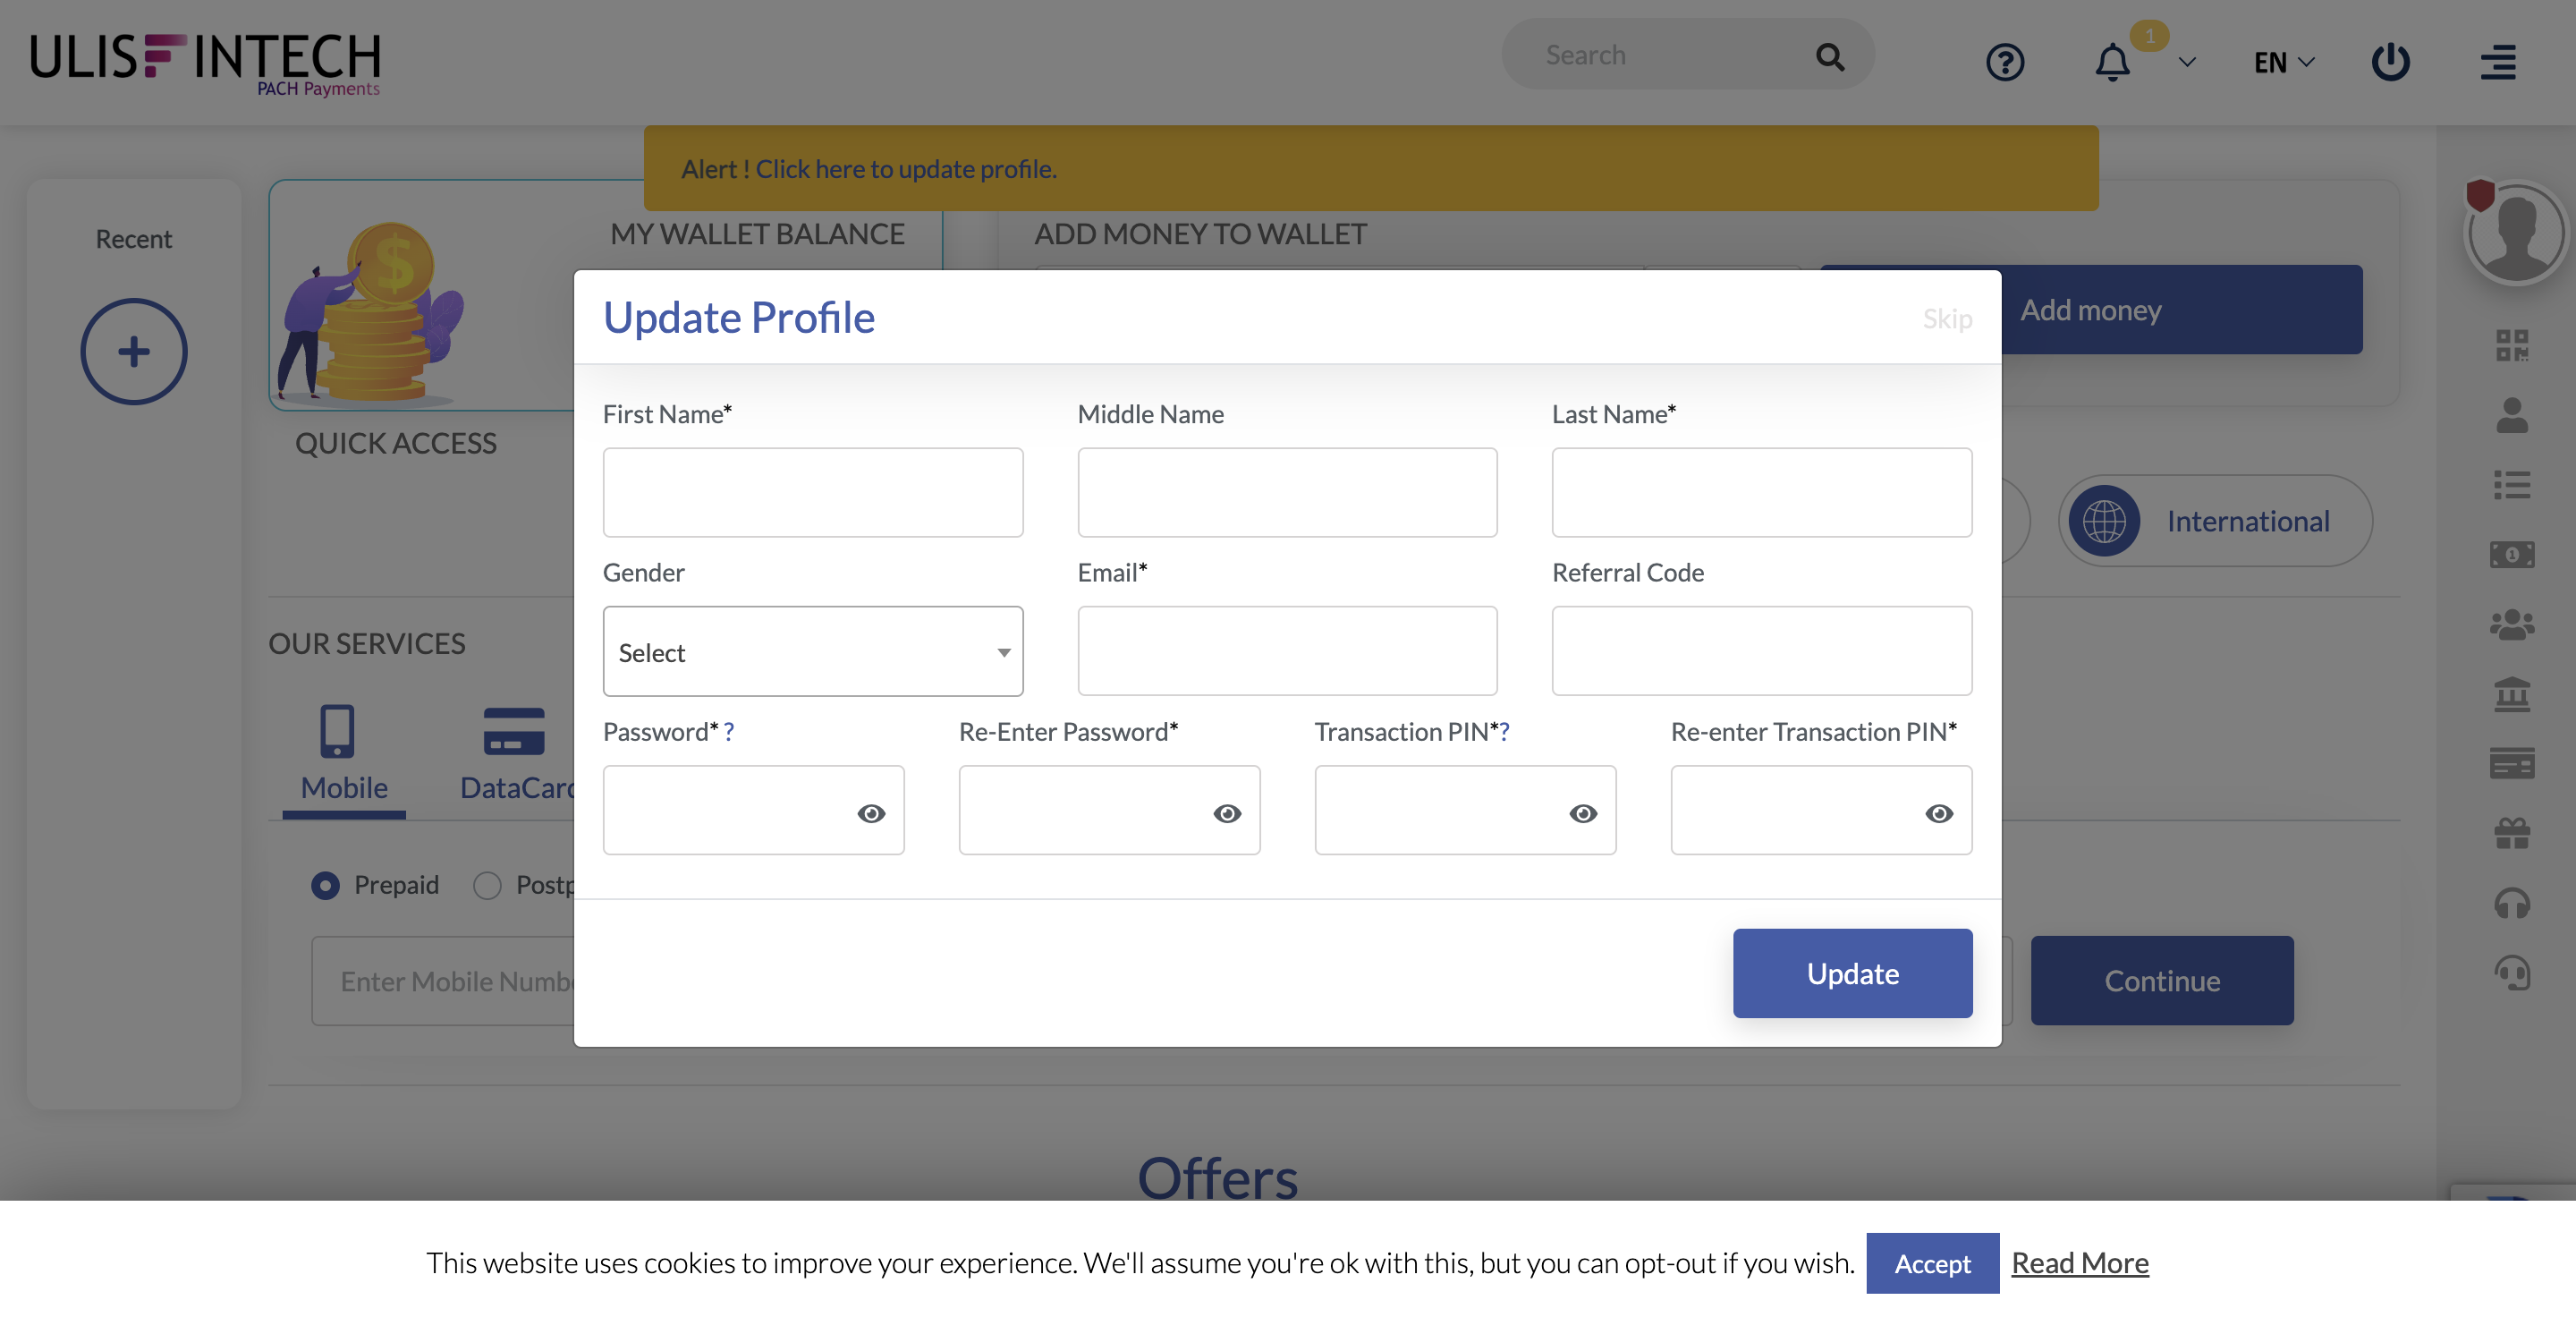 ULISFINTECH
PACH Payments
Search
1
EN
Alert ! Click here to update profile.
Recent
MY WALLET BALANCE
ADD MONEY TO WALLET
Add money
Update Profile
Skip
First Name*
Middle Name
Last Name*
QUICK ACCESS
International
Gender
Email*
Referral Code
Select
OUR SERVICES
Password* ?
Re-Enter Password*
Transaction PIN*?
Re-enter Transaction PIN*
Mobile
DataCard
Prepaid
Postp
Update
Enter Mobile Numbe
Continue
Offers
This website uses cookies to improve your experience. We'll assume you're ok with this, but you can opt-out if you wish.
Accept
Read More